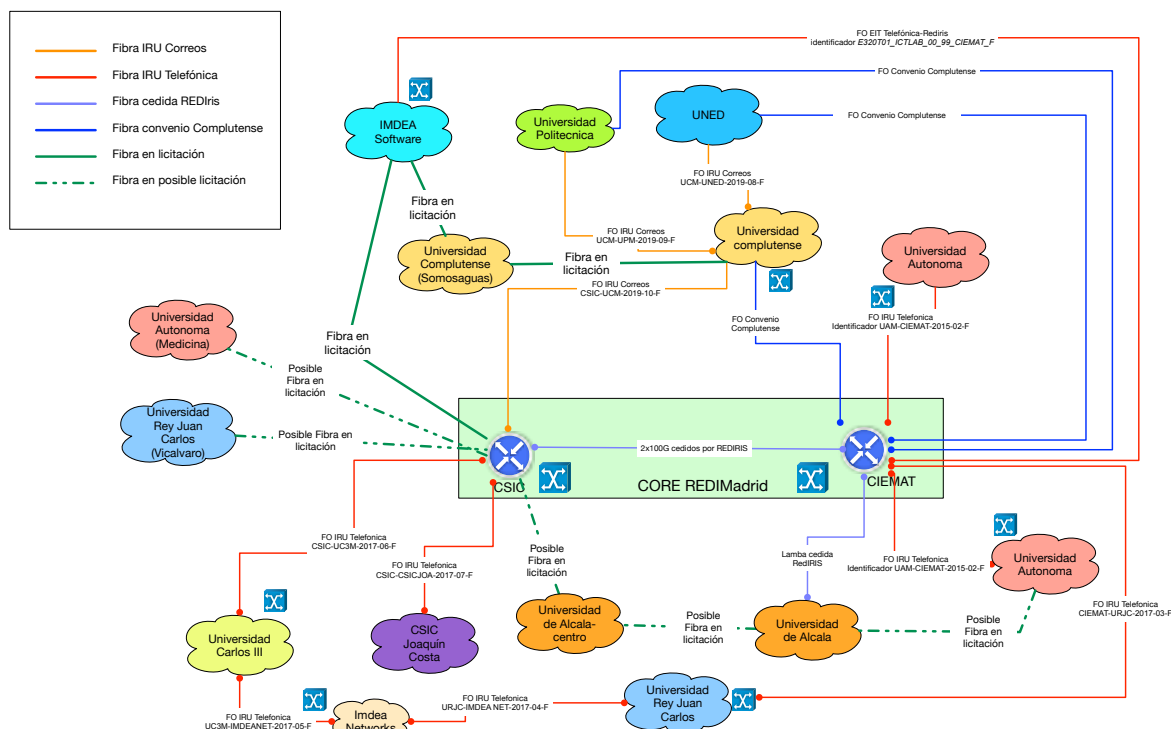 Fibra IRU Correos
Fibra IRU Telefónica
Fibra cedida REDIris
Fibra convenio Complutense
Fibra en licitación
Fibra en posible licitación
FO EIT Telefónica-Rediris
identificador E320T01_ICTLAB_00_99_CIEMAT_F
FO Convenio Complutense
IMDEA
Software
Universidad
Politecnica
UNED
FO Convenio Complutense
FO IRU Correos
UCM-UNED-2019-08-F
Fibra en
licitación
FO IRU Correos
UCM-UPM-2019-09-F
Universidad
complutense
Universidad
Complutense
(Somosaguas)
Fibra en
licitación
Universidad
Autonoma
FO IRU Correos
CSIC-UCM-2019-10-F
FO Convenio
Complutense
FO IRU Telefonica
Identificador UAM-CIEMAT-2015-02-F
Universidad
Autonoma
(Medicina)
Fibra en
licitación
Posible
Fibra en
licitación
Universidad
Rey Juan
Carlos
(Vicalvaro)
Posible Fibra en
licitación
2x100G cedidos por REDIRIS
CSIC
CORE REDIMadrid
CIEMAT
FO IRU Telefonica
CSIC-UC3M-2017-06-F
FO IRU Telefonica
CSIC-CSICJOA-2017-07-F
Posible
Fibra en
licitación
Lamba cedida
RedIRIS
FO IRU Telefonica
Identificador UAM-CIEMAT-2015-02-F
Universidad
Autonoma
FO IRU Telefonica
CIEMAT-URJC-2017-03-F
Universidad
Carlos III
CSIC
Joaquín
Costa
Universidad
de Alcala-
centro
Posible
Fibra en
licitación
Universidad
de Alcala
Posible
Fibra en
licitación
FO IRU Telefonica
UC3M-IMDEANET-2017-05-F
Imdea
Networks
FO IRU Telefonica
URJC-IMDEA NET-2017-04-F
Universidad
Rey Juan
Carlos